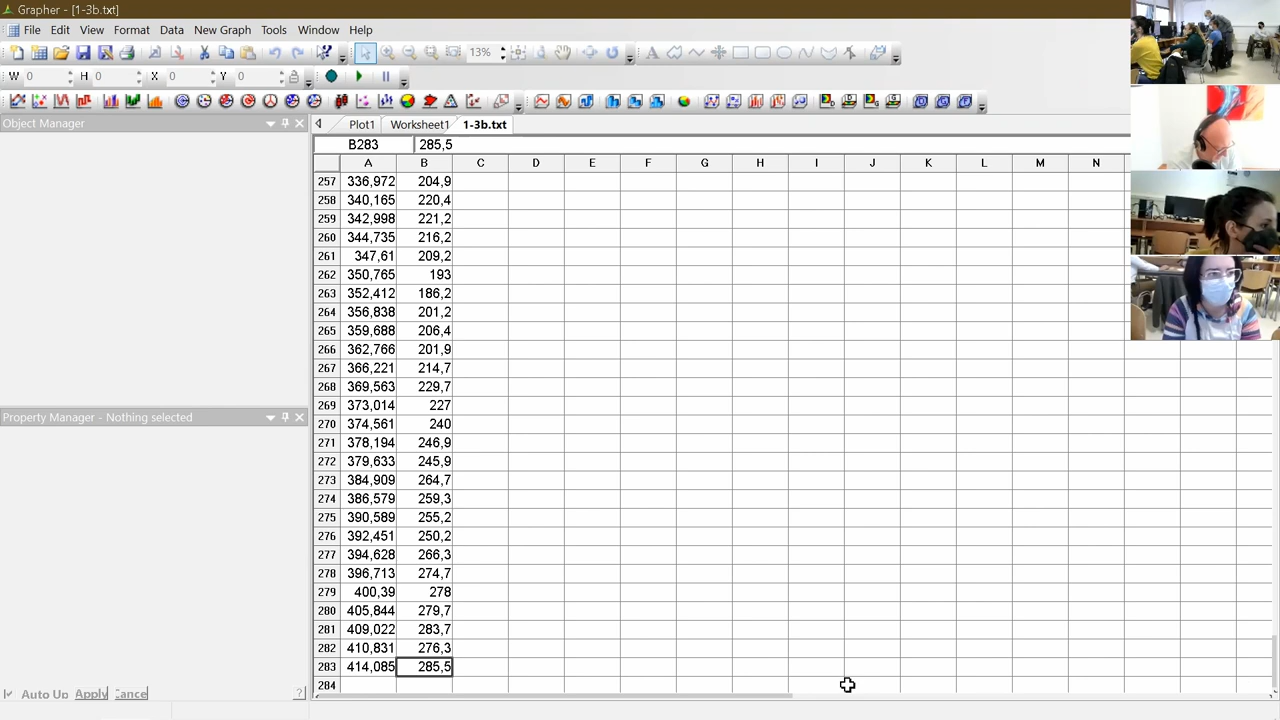 Grapher - [1-3b.txt]
File Edit View Format Data New Graph Tools Window Help
13%
W 0 H 0 X 0 Y 0
Object Manager
Plot1 Worksheet1 1-3b.txt
B283 285,5
A B C D E F G H I J K L M N
257 336,972 204,9
258 340,165 220,4
259 342,998 221,2
260 344,735 216,2
261 347,61 209,2
262 350,765 193
263 352,412 186,2
264 356,838 201,2
265 359,688 206,4
266 362,766 201,9
267 366,221 214,7
268 369,563 229,7
269 373,014 227
270 374,561 240
271 378,194 246,9
272 379,633 245,9
273 384,909 264,7
274 386,579 259,3
275 390,589 255,2
276 392,451 250,2
277 394,628 266,3
278 396,713 274,7
279 400,39 278
280 405,844 279,7
281 409,022 283,7
282 410,831 276,3
283 414,085 285,5
284
Property Manager - Nothing selected
Auto Up Apply Cance ?